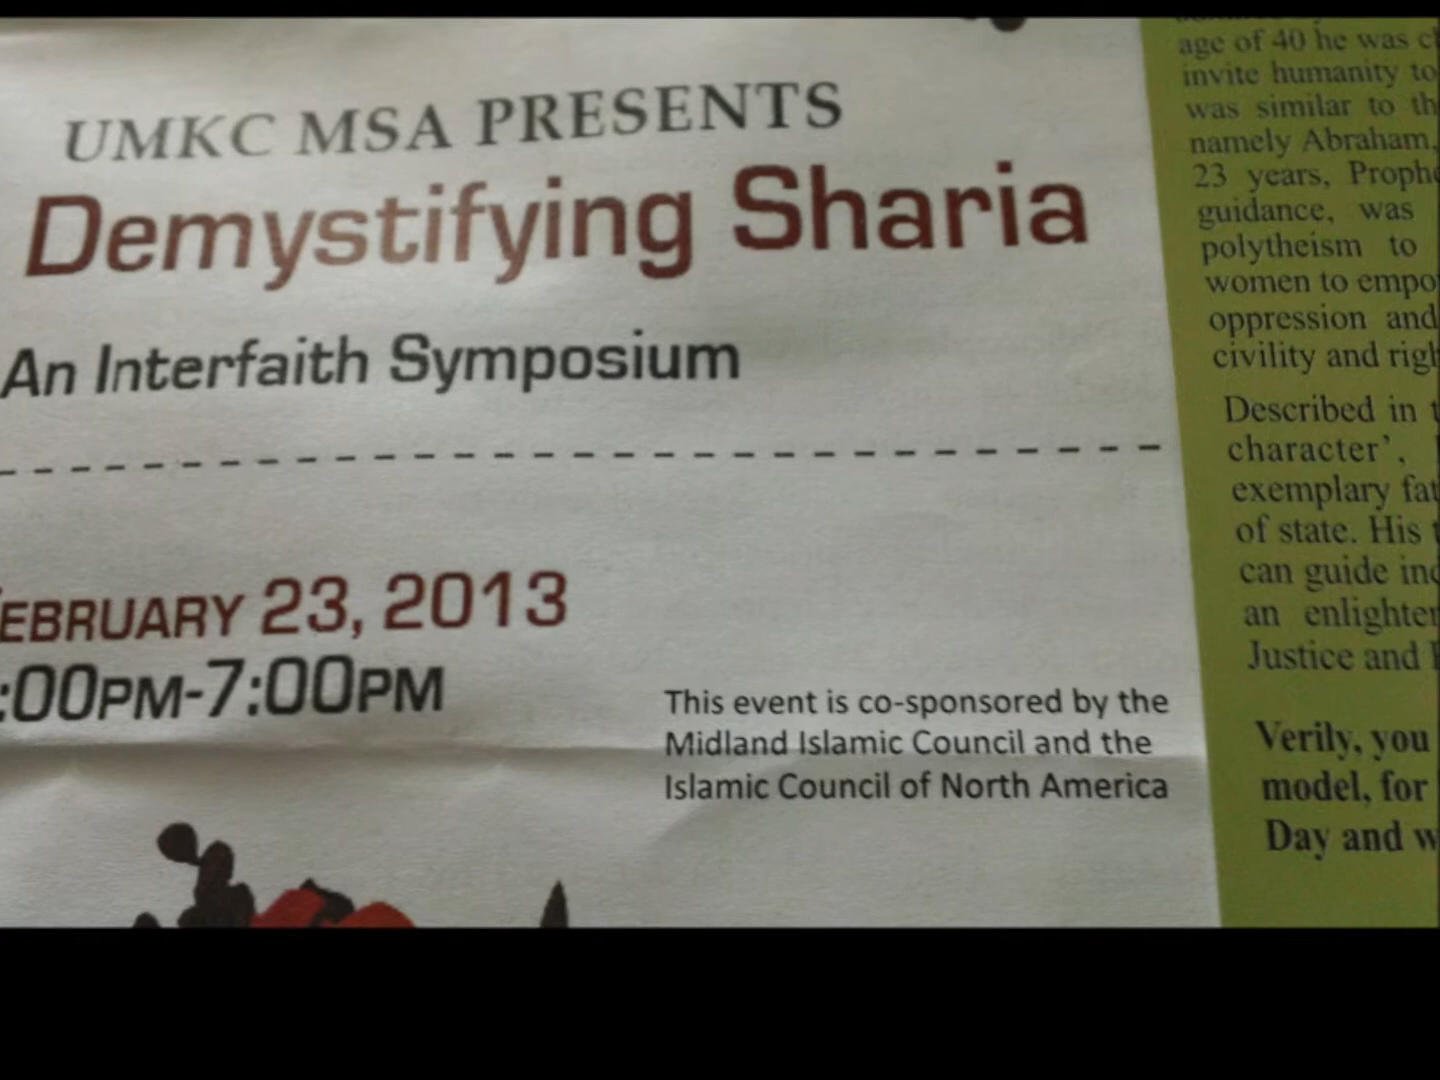 UMKC MSA PRESENTS
Demystifying Sharia
An Interfaith Symposium
EBRUARY 23, 2013
:00PM-7:00PM
This event is co-sponsored by the
Midland Islamic Council and the
Islamic Council of North America
age of 40 he was
invite humanity to
was similar to
namely Abraham,
23 years,
guidance, was
polytheism to
women to
oppression and
civility and
Described in
character’,
exemplary
of state. His
can guide
an
Justice and
Verily, you
model, for
Day and